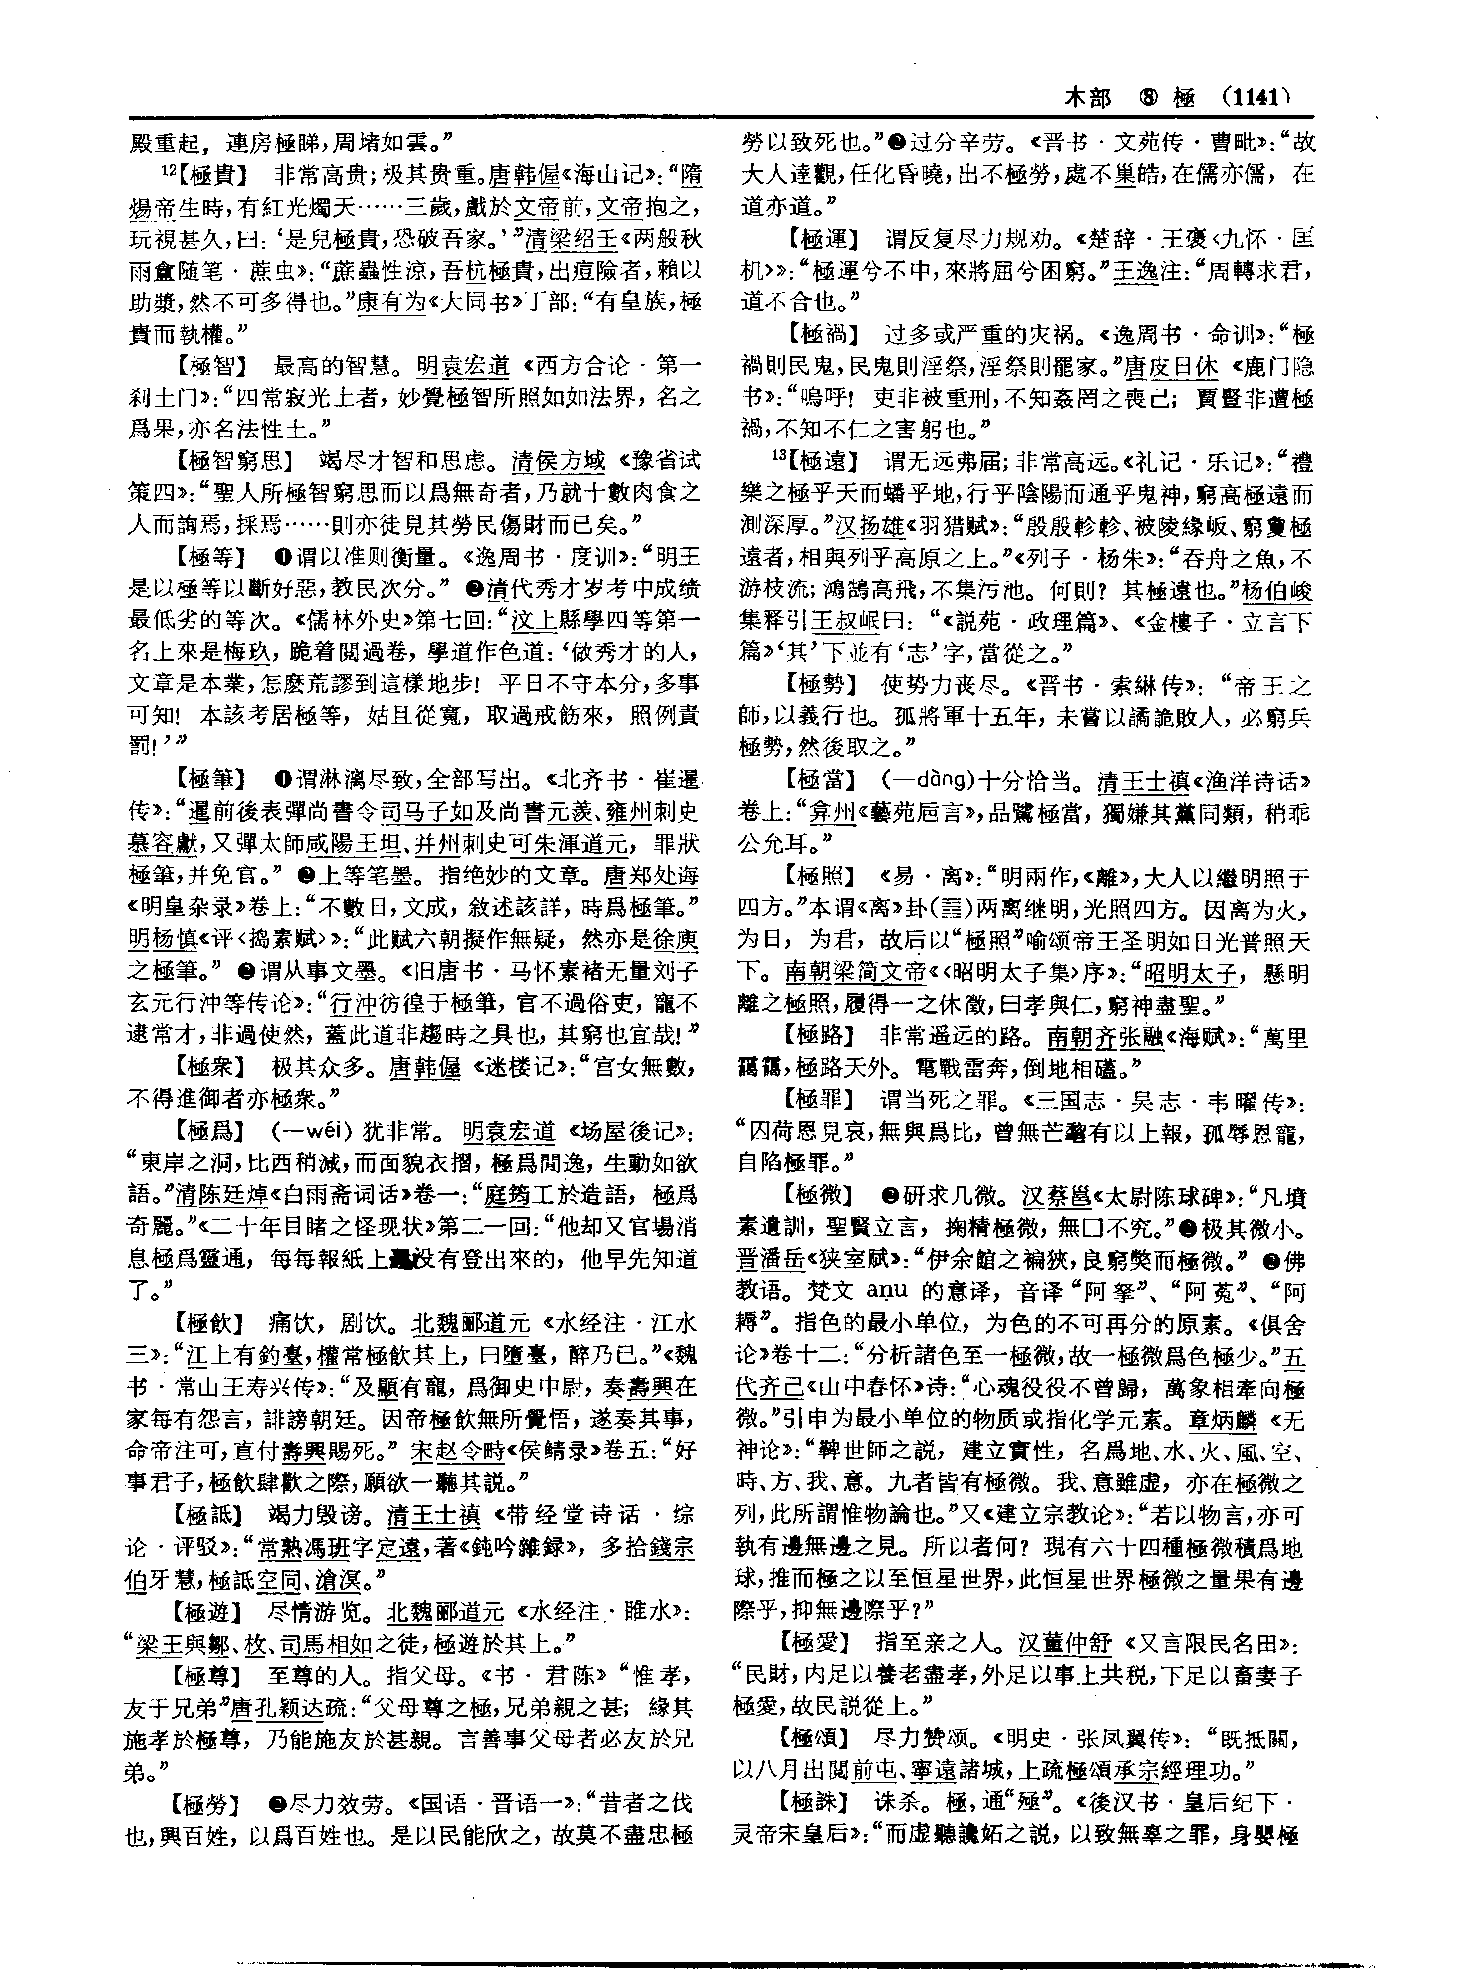 木部　⑧　極　（1141）
殿重起，連房極睇，周堵如雲。”
¹²【極貴】　非常高贵；极其贵重。唐韩偓《海山记》：“隋
煬帝生時，有紅光燭天……三歲，戲於文帝前，文帝抱之，
玩視甚久，曰：‘是兒極貴，恐破吾家。’”清梁绍壬《两般秋
雨盦随笔·蔗虫》：“蔗蟲性涼，吾杭極貴，出痘險者，賴以
助漿，然不可多得也。”康有为《大同书》丁部：“有皇族，極
貴而執權。”
【極智】　最高的智慧。明袁宏道《西方合论·第一
刹土门》：“四常寂光土者，妙覺極智所照如如法界，名之
爲果，亦名法性土。”
【極智窮思】　竭尽才智和思虑。清侯方域《豫省试
策四》：“聖人所極智窮思而以爲無奇者，乃就十數肉食之
人而詢焉，採焉……則亦徒見其勞民傷財而已矣。”
【極等】　❶谓以准则衡量。《逸周书·度训》：“明王
是以極等以斷好惡，教民次分。”❷清代秀才岁考中成绩
最低劣的等次。《儒林外史》第七回：“汶上縣學四等第一
名上來是梅玖，跪着閲過卷，學道作色道：‘做秀才的人，
文章是本業，怎麽荒謬到這樣地步！平日不守本分，多事
可知！本該考居極等，姑且從寬，取過戒飭來，照例責
罰！’”
【極筆】　❶谓淋漓尽致，全部写出。《北齐书·崔暹
传》：“暹前後表彈尚書令司马子如及尚書元羨、雍州刺史
慕容獻，又彈太師咸陽王坦、并州刺史可朱渾道元，罪狀
極筆，并免官。”❷上等笔墨。指绝妙的文章。唐郑处诲
《明皇杂录》卷上：“不數日，文成，敘述該詳，時爲極筆。”
明杨慎《评〈捣素赋〉》：“此赋六朝擬作無疑，然亦是徐庾
之極筆。”❸谓从事文墨。《旧唐书·马怀素褚无量刘子
玄元行冲等传论》：“行沖彷徨于極筆，官不過俗吏，寵不
逮常才，非過使然，蓋此道非趨時之具也，其窮也宜哉！”
【極衆】　极其众多。唐韩偓《迷楼记》：“宫女無數，
不得進御者亦極衆。”
【極爲】　（—wéi）犹非常。明袁宏道《场屋後记》：
“東岸之洞，比西稍減，而面貌衣摺，極爲閒逸，生動如欲
語。”清陈廷焯《白雨斋词话》卷一：“庭筠工於造語，極爲
奇麗。”《二十年目睹之怪现状》第二一回：“他却又官場消
息極爲靈通，每每報紙上還没有登出來的，他早先知道
了。”
【極飲】　痛饮，剧饮。北魏郦道元《水经注·江水
三》：“江上有釣臺，權常極飲其上，曰墮臺，醉乃已。”《魏
书·常山王寿兴传》：“及顯有寵，爲御史中尉，奏壽興在
家每有怨言，誹謗朝廷。因帝極飲無所覺悟，遂奏其事，
命帝注可，直付壽興賜死。”宋赵令畤《侯鲭录》卷五：“好
事君子，極飲肆歡之際，願欲一聽其説。”
【極詆】　竭力毁谤。清王士禛《带经堂诗话·综
论·评驳》：“常熟馮班字定遠，著《鈍吟雜録》，多拾錢宗
伯牙慧，極詆空同、滄溟。”
【極遊】　尽情游览。北魏郦道元《水经注·睢水》：
“梁王與鄒、枚、司馬相如之徒，極遊於其上。”
【極尊】　至尊的人。指父母。《书·君陈》“惟孝，
友于兄弟”唐孔颖达疏：“父母尊之極，兄弟親之甚；緣其
施孝於極尊，乃能施友於甚親。言善事父母者必友於兄
弟。”
【極勞】　❶尽力效劳。《国语·晋语一》：“昔者之伐
也，興百姓，以爲百姓也。是以民能欣之，故莫不盡忠極
勞以致死也。”❷过分辛劳。《晋书·文苑传·曹毗》：“故
大人達觀，任化昏曉，出不極勞，處不巢皓，在儒亦儒，在
道亦道。”
【極運】　谓反复尽力规劝。《楚辞·王褒〈九怀·匡
机〉》：“極運兮不中，來將屈兮困窮。”王逸注：“周轉求君，
道不合也。”
【極禍】　过多或严重的灾祸。《逸周书·命训》：“極
禍則民鬼，民鬼則淫祭，淫祭則罷家。”唐皮日休《鹿门隐
书》：“嗚呼！吏非被重刑，不知姦罔之喪己；賈豎非遭極
禍，不知不仁之害躬也。”
¹³【極遠】　谓无远弗届；非常高远。《礼记·乐记》：“禮
樂之極乎天而蟠乎地，行乎陰陽而通乎鬼神，窮高極遠而
測深厚。”汉扬雄《羽猎赋》：“殷殷軫軫、被陵緣岅、窮夐極
遠者，相與列乎高原之上。”《列子·杨朱》：“吞舟之魚，不
游枝流；鴻鵠高飛，不集污池。何則？其極遠也。”杨伯峻
集释引王叔岷曰：“《説苑·政理篇》、《金樓子·立言下
篇》‘其’下並有‘志’字，當從之。”
【極勢】　使势力丧尽。《晋书·索綝传》：“帝王之
師，以義行也。孤將軍十五年，未嘗以譎詭敗人，必窮兵
極勢，然後取之。”
【極當】　（—dàng）十分恰当。清王士禛《渔洋诗话》
卷上：“弇州《藝苑巵言》，品騭極當，獨嫌其黨同類，稍乖
公允耳。”
【極照】　《易·离》：“明兩作，《離》，大人以繼明照于
四方。”本谓《离》卦（䷝）两离继明，光照四方。因离为火，
为日，为君，故后以“極照”喻颂帝王圣明如日光普照天
下。南朝梁简文帝《〈昭明太子集〉序》：“昭明太子，懸明
離之極照，履得一之休徵，曰孝與仁，窮神盡聖。”
【極路】　非常遥远的路。南朝齐张融《海赋》：“萬里
藹藹，極路天外。電戰雷奔，倒地相磕。”
【極罪】　谓当死之罪。《三国志·吴志·韦曜传》：
“囚荷恩見哀，無與爲比，曾無芒氂有以上報，孤辱恩寵，
自陷極罪。”
【極微】　❶研求几微。汉蔡邕《太尉陈球碑》：“凡墳
素遺訓，聖賢立言，掬精極微，無囗不究。”❷极其微小。
晋潘岳《狭室赋》：“伊余館之褊狹，良窮獘而極微。”❸佛
教语。梵文 aṇu 的意译，音译“阿拏”、“阿菟”、“阿
耨”。指色的最小单位，为色的不可再分的原素。《俱舍
论》卷十二：“分析諸色至一極微，故一極微爲色極少。”五
代齐己《山中春怀》诗：“心魂役役不曾歸，萬象相牽向極
微。”引申为最小单位的物质或指化学元素。章炳麟《无
神论》：“鞞世師之説，建立實性，名爲地、水、火、風、空、
時、方、我、意。九者皆有極微。我、意雖虚，亦在極微之
列，此所謂惟物論也。”又《建立宗教论》：“若以物言，亦可
執有邊無邊之見。所以者何？現有六十四種極微積爲地
球，推而極之以至恒星世界，此恒星世界極微之量果有邊
際乎，抑無邊際乎？”
【極愛】　指至亲之人。汉董仲舒《又言限民名田》：
“民財，内足以養老盡孝，外足以事上共税，下足以畜妻子
極愛，故民説從上。”
【極頌】　尽力赞颂。《明史·张凤翼传》：“既抵關，
以八月出閲前屯、寧遠諸城，上疏極頌承宗經理功。”
【極誅】　诛杀。極，通“殛”。《後汉书·皇后纪下·
灵帝宋皇后》：“而虚聽讒妬之説，以致無辜之罪，身嬰極